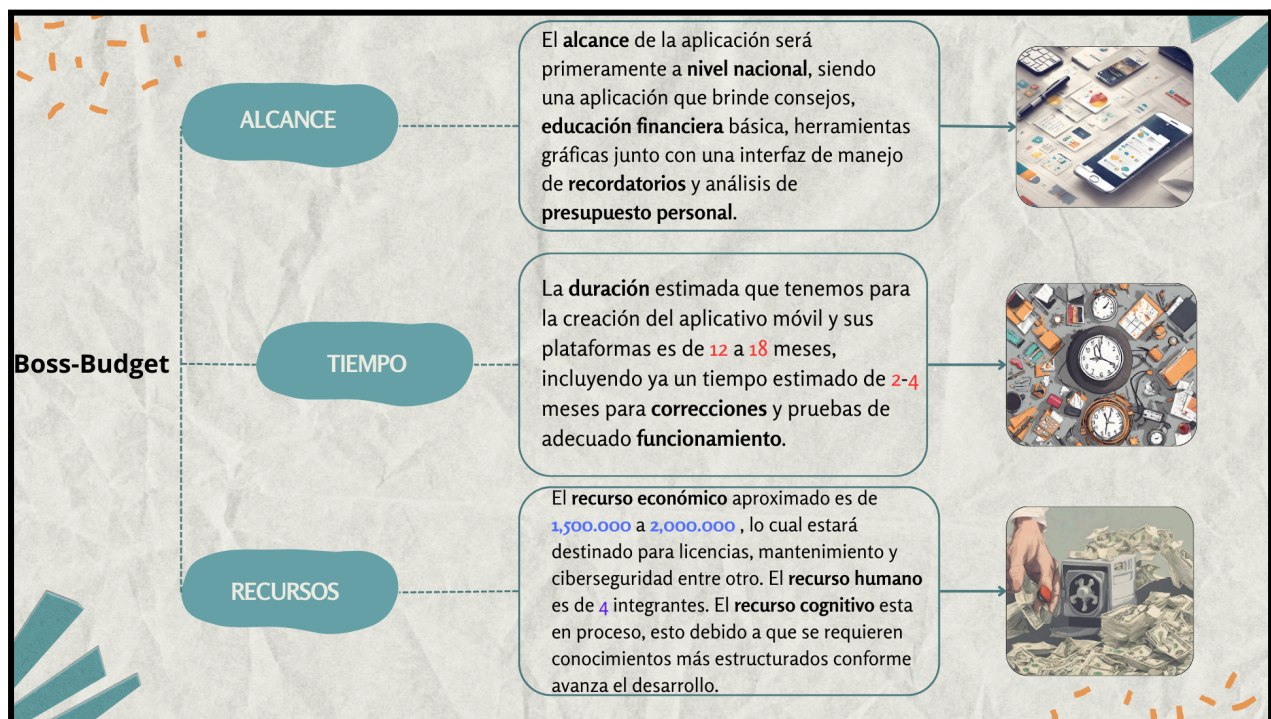 ALCANCE
El alcance de la aplicación será
primeramente a nivel nacional, siendo
una aplicación que brinde consejos,
educación financiera básica, herramientas
gráficas junto con una interfaz de manejo
de recordatorios y análisis de
presupuesto personal.
Boss-Budget
TIEMPO
La duración estimada que tenemos para
la creación del aplicativo móvil y sus
plataformas es de 12 a 18 meses,
incluyendo ya un tiempo estimado de 2-4
meses para correcciones y pruebas de
adecuado funcionamiento.
RECURSOS
El recurso económico aproximado es de
1,500.000 a 2,000.000 , lo cual estará
destinado para licencias, mantenimiento y
ciberseguridad entre otro. El recurso humano
es de 4 integrantes. El recurso cognitivo esta
en proceso, esto debido a que se requieren
conocimientos más estructurados conforme
avanza el desarrollo.